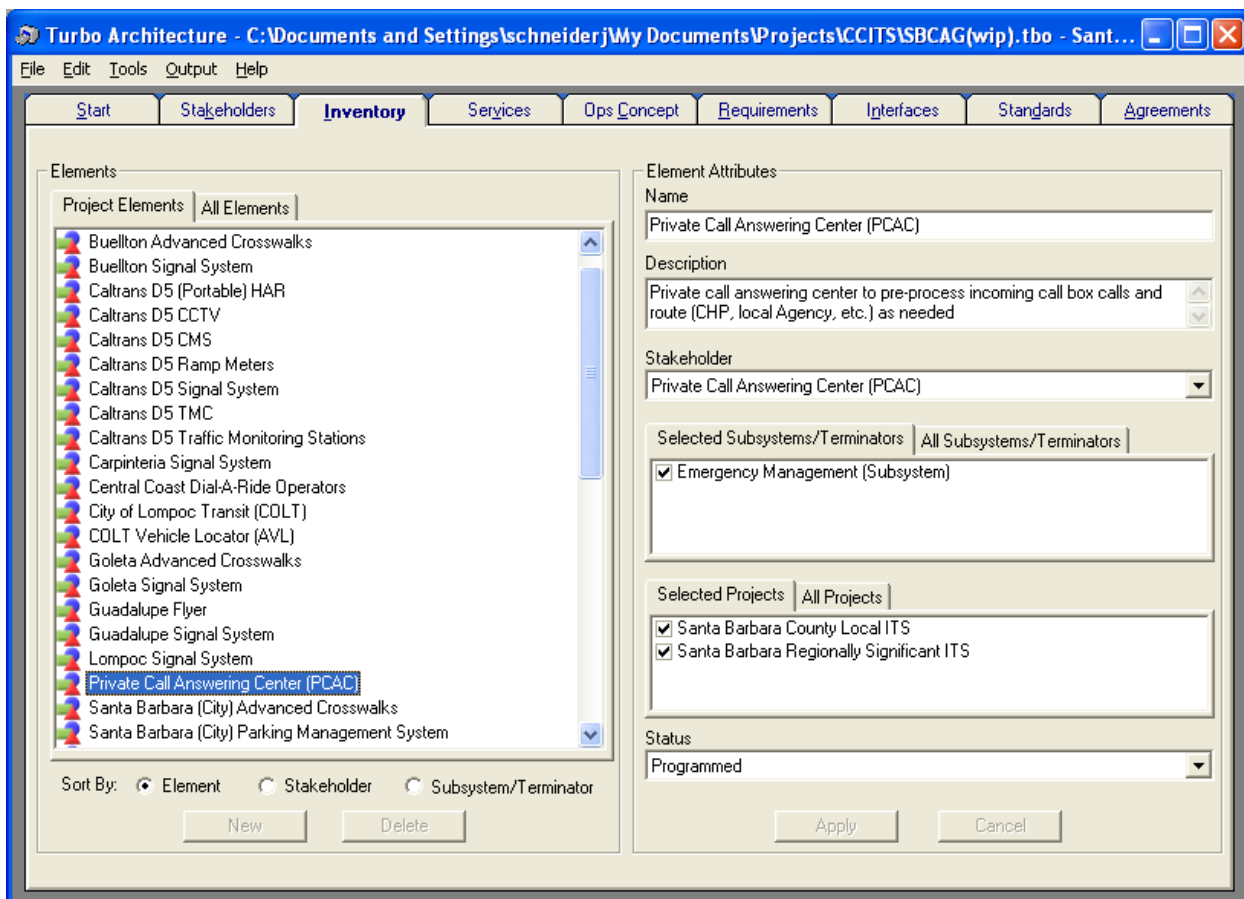 Turbo Architecture - C:\Documents and Settings\schneiderj\My Documents\Projects\CCITS\SBCAG(wip).tbo - Sant...
File Edit Tools Output Help
Start Stakeholders Inventory Services Ops Concept Requirements Interfaces Standards Agreements
Elements
Project Elements All Elements
Buellton Advanced Crosswalks
Buellton Signal System
Caltrans D5 (Portable) HAR
Caltrans D5 CCTV
Caltrans D5 CMS
Caltrans D5 Ramp Meters
Caltrans D5 Signal System
Caltrans D5 TMC
Caltrans D5 Traffic Monitoring Stations
Carpinteria Signal System
Central Coast Dial-A-Ride Operators
City of Lompoc Transit (COLT)
COLT Vehicle Locator (AVL)
Goleta Advanced Crosswalks
Goleta Signal System
Guadalupe Flyer
Guadalupe Signal System
Lompoc Signal System
Private Call Answering Center (PCAC)
Santa Barbara (City) Advanced Crosswalks
Santa Barbara (City) Parking Management System
Sort By: Element Stakeholder Subsystem/Terminator
New Delete
Element Attributes
Name
Private Call Answering Center (PCAC)
Description
Private call answering center to pre-process incoming call box calls and
route (CHP, local Agency, etc.) as needed
Stakeholder
Private Call Answering Center (PCAC)
Selected Subsystems/Terminators All Subsystems/Terminators
Emergency Management (Subsystem)
Selected Projects All Projects
Santa Barbara County Local ITS
Santa Barbara Regionally Significant ITS
Status
Programmed
Apply Cancel